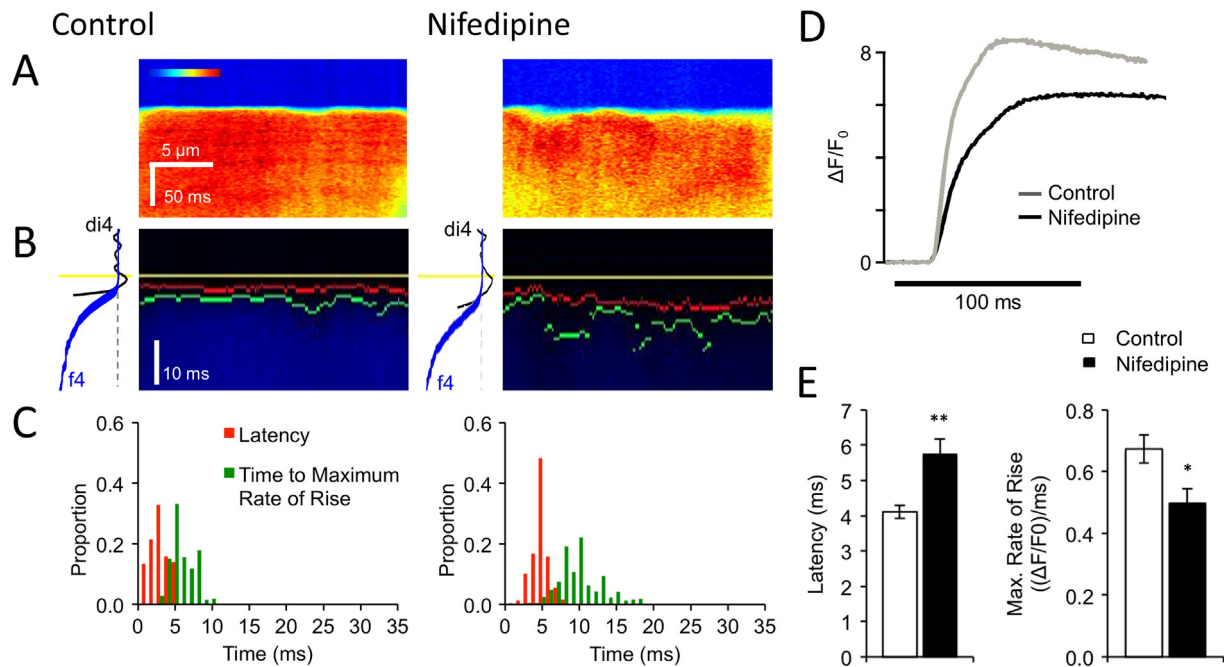 Control
Nifedipine
A
5 µm
50 ms
B
di4
f4
10 ms
di4
f4
C
0.6
0.4
0.2
0.0
Proportion
Latency
Time to Maximum
Rate of Rise
0 5 10 15 20 25 30 35
Time (ms)
0.6
0.4
0.2
0.0
Proportion
0 5 10 15 20 25 30 35
Time (ms)
D
8
ΔF/F0
0
Control
Nifedipine
100 ms
Control
Nifedipine
E
7
6
5
4
3
2
1
0
Latency (ms)
**
0.8
0.6
0.4
0.2
0.0
Max. Rate of Rise
((ΔF/F0)/ms)
*